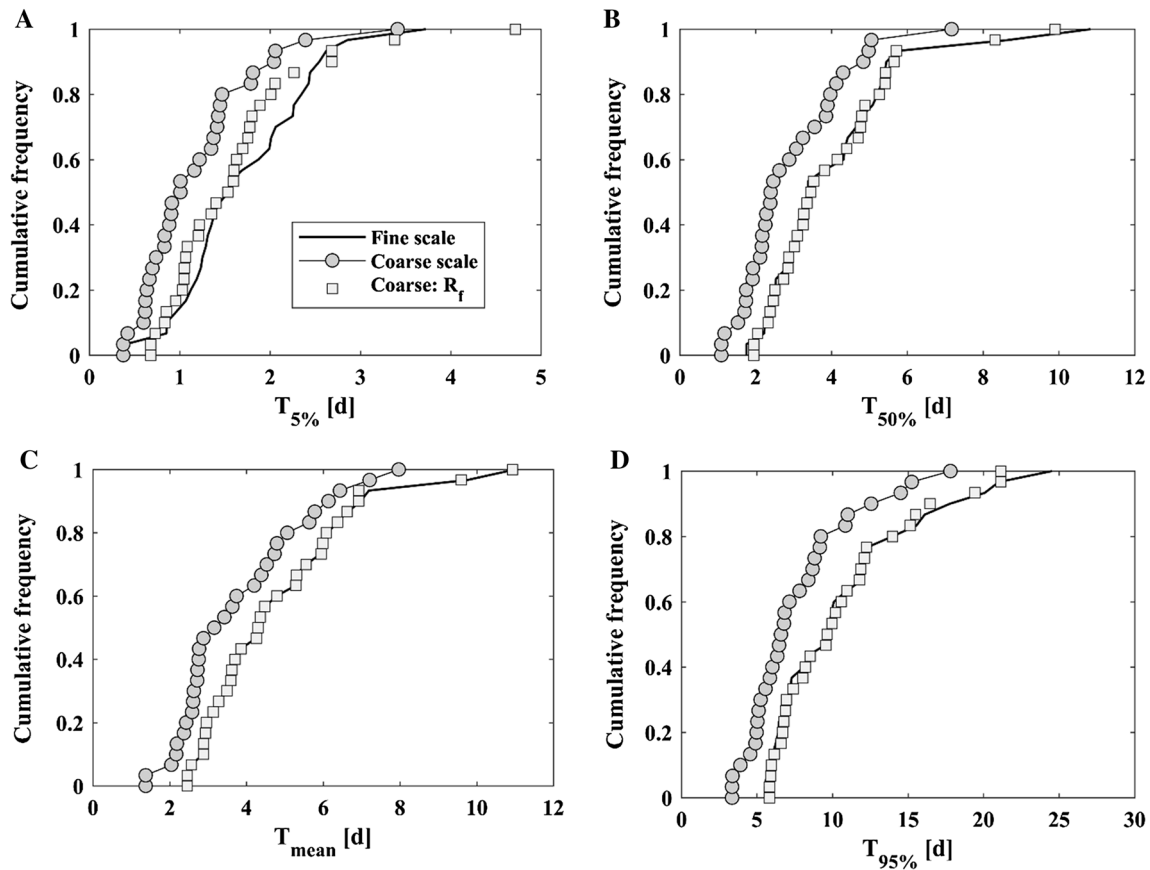 A
Cumulative frequency
1
0.8
0.6
0.4
0.2
0
0 1 2 3 4 5
T5% [d]
Fine scale
Coarse scale
Coarse: Rf
B
Cumulative frequency
1
0.8
0.6
0.4
0.2
0
0 2 4 6 8 10 12
T50% [d]
C
Cumulative frequency
1
0.8
0.6
0.4
0.2
0
0 2 4 6 8 10 12
Tmean [d]
D
Cumulative frequency
1
0.8
0.6
0.4
0.2
0
0 5 10 15 20 25 30
T95% [d]